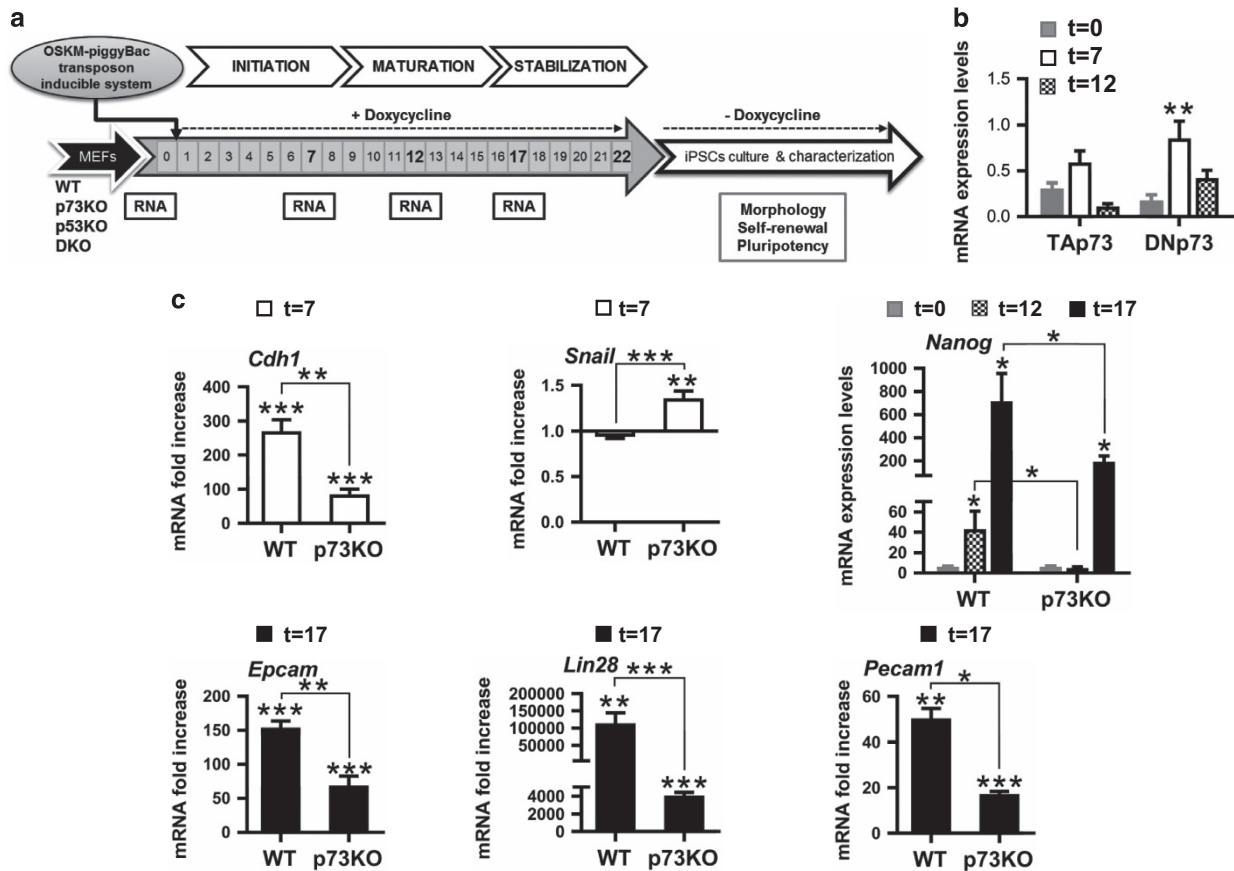 a
OSKM-piggyBac
transposon
inducible system
INITIATION
MATURATION
STABILIZATION
+ Doxycycline
- Doxycycline
MEFs
0 1 2 3 4 5 6 7 8 9 10 11 12 13 14 15 16 17 18 19 20 21 22
iPSCs culture & characterization
WT
p73KO
p53KO
DKO
RNA
RNA
RNA
RNA
Morphology
Self-renewal
Pluripotency
b
t=0
t=7
t=12
mRNA expression levels
1.5
1.0
0.5
0.0
**
TAp73 DNp73
c
t=7
Cdh1
mRNA fold increase
400
300
200
100
0
**
***
***
WT p73KO
t=7
Snail
mRNA fold increase
1.5
1.0
0.5
0.0
***
**
WT p73KO
t=0 t=12 t=17
Nanog
mRNA expression levels
1000
800
600
400
200
60
40
20
0
*
*
*
*
*
WT p73KO
t=17
Epcam
mRNA fold increase
150
100
50
0
**
***
***
WT p73KO
t=17
Lin28
mRNA fold increase
200000
150000
100000
50000
4000
2000
0
***
**
***
WT p73KO
t=17
Pecam1
mRNA fold increase
60
40
20
0
*
**
***
WT p73KO